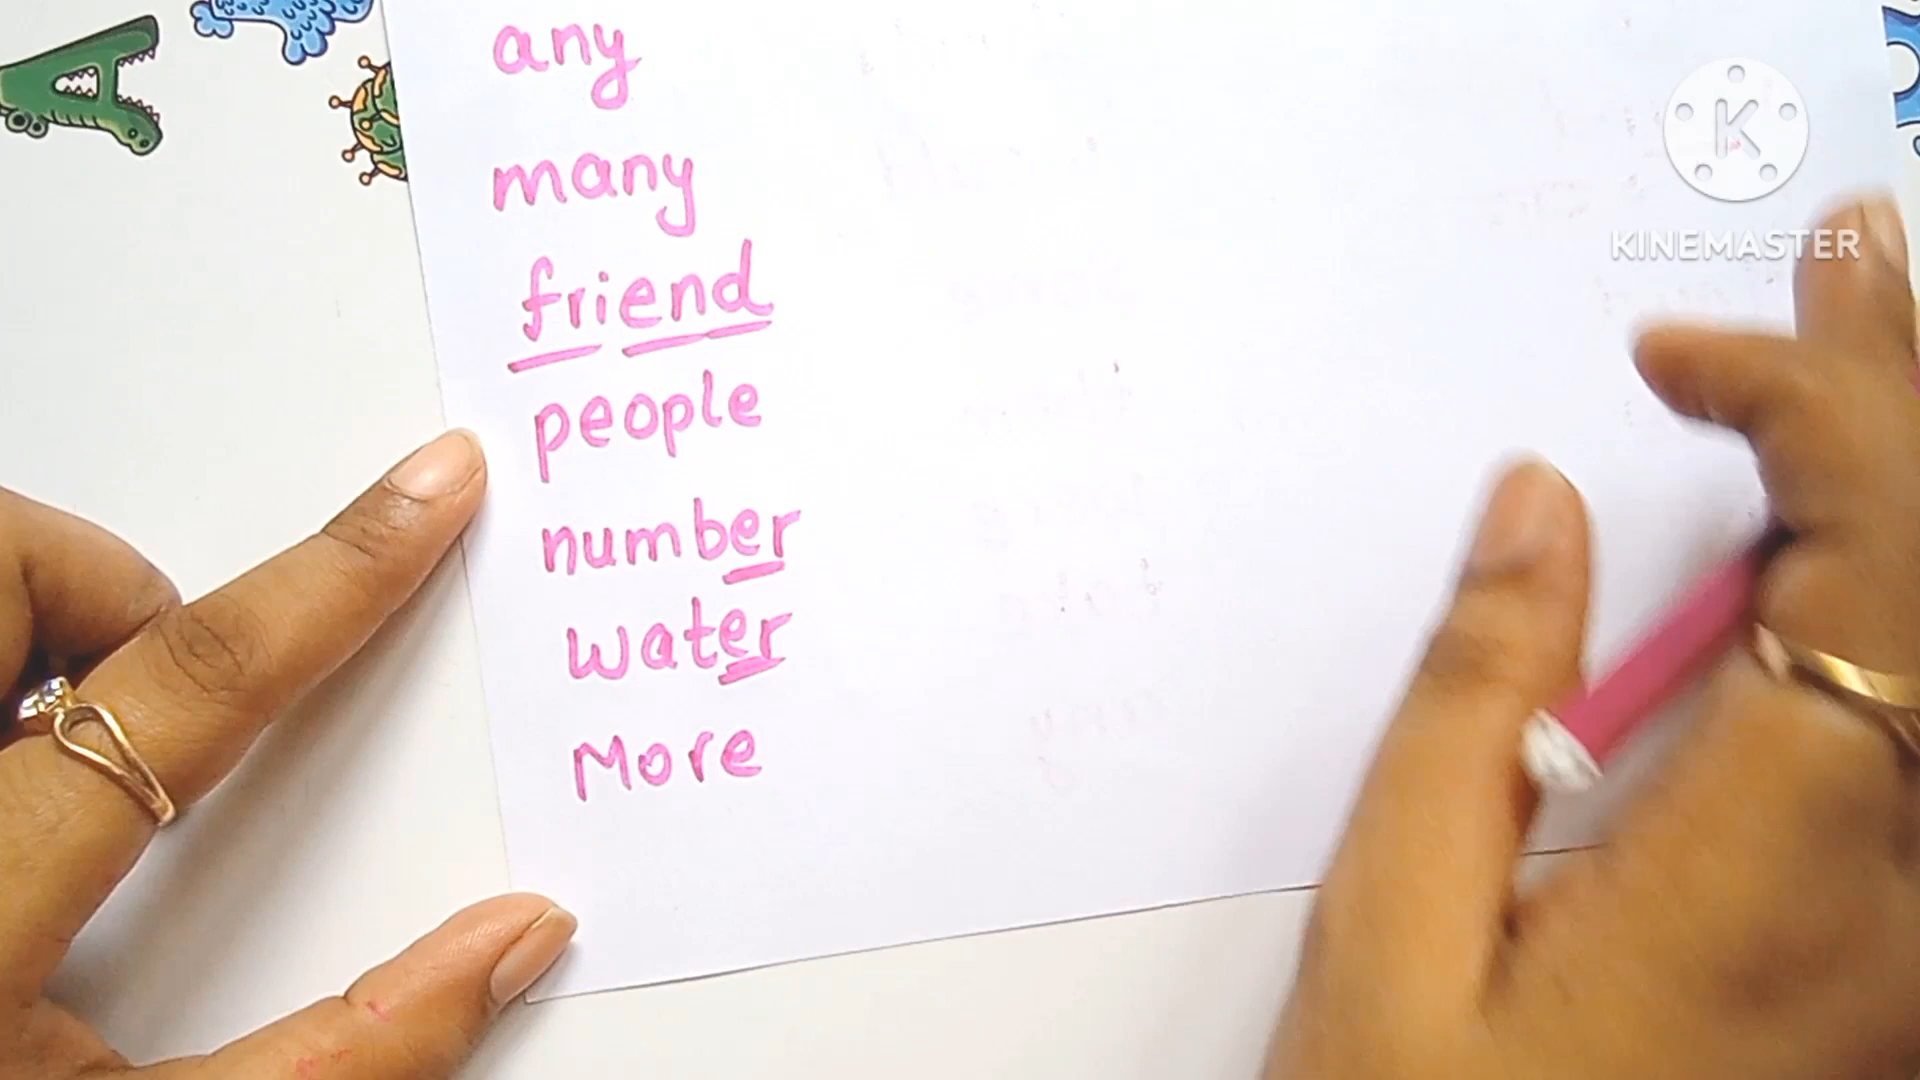 any
many
friend
people
number
water
More
K
KINEMASTER